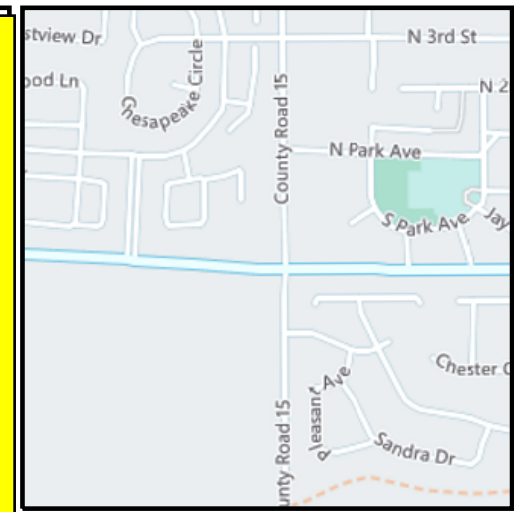 stview Dr
N 3rd St
ood Ln
Chesapeake Circle
N 2
County Road 15
N Park Ave
S Park Ave
Jay
Chester C
Pleasant Ave
Sandra Dr
unty Road 15